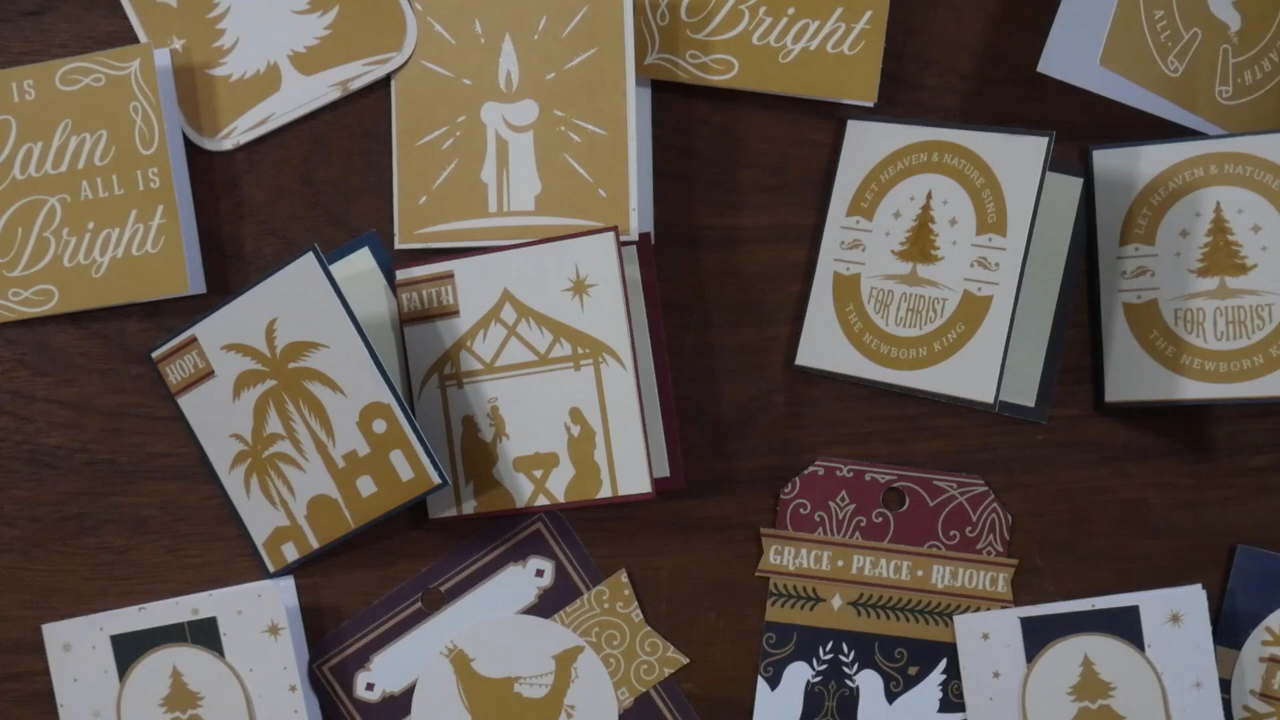 IS
Calm
ALL IS
Bright
Bright
ALL
EARTH
LET HEAVEN & NATURE SING
FOR CHRIST
THE NEWBORN KING
LET HEAVEN & NATURE
FOR CHRIST
THE NEWBORN
HOPE
FAITH
GRACE • PEACE • REJOICE